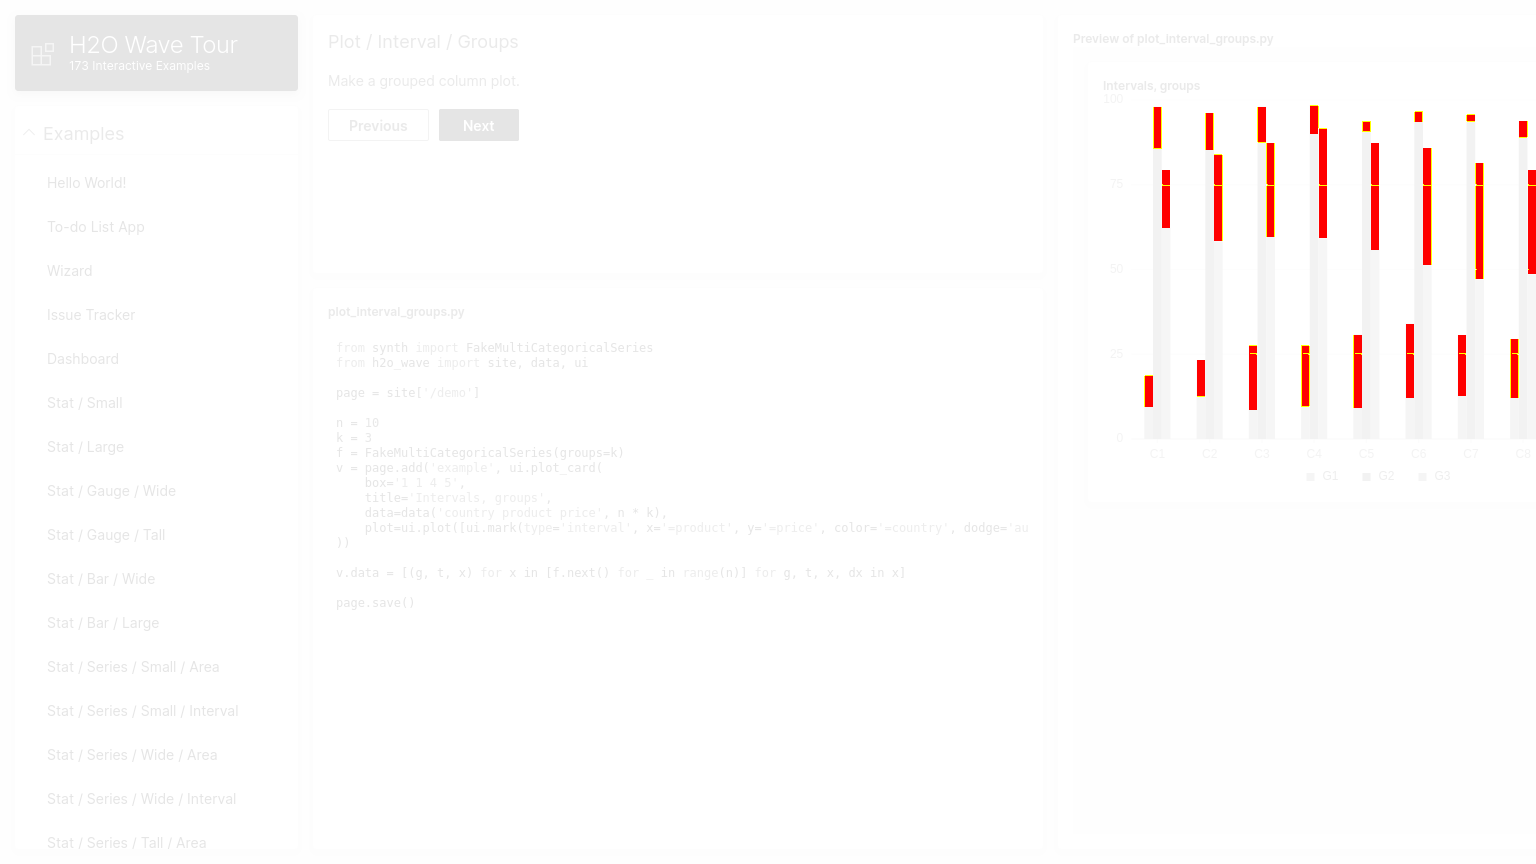 H2O Wave Tour
173 Interactive Examples
Examples
Hello World!
To-do List App
Wizard
Issue Tracker
Dashboard
Stat / Small
Stat / Large
Stat / Gauge / Wide
Stat / Gauge / Tall
Stat / Bar / Wide
Stat / Bar / Large
Stat / Series / Small / Area
Stat / Series / Small / Interval
Stat / Series / Wide / Area
Stat / Series / Wide / Interval
Stat / Series / Tall / Area
Plot / Interval / Groups
Make a grouped column plot.
Previous Next
plot_interval_groups.py
from synth import FakeMultiCategoricalSeries
from h2o_wave import site, data, ui
page = site['/demo']
n = 10
k = 3
f = FakeMultiCategoricalSeries(groups=k)
v = page.add('example', ui.plot_card(
    box='1 1 4 5',
    title='Intervals, groups',
    data=data('country product price', n * k),
    plot=ui.plot([ui.mark(type='interval', x='=product', y='=price', color='=country', dodge='au
))
v.data = [(g, t, x) for x in [f.next() for _ in range(n)] for g, t, x, dx in x]
page.save()
Preview of plot_interval_groups.py
Intervals, groups
100
75
50
25
0
C1 C2 C3 C4 C5 C6 C7 C8
G1 G2 G3